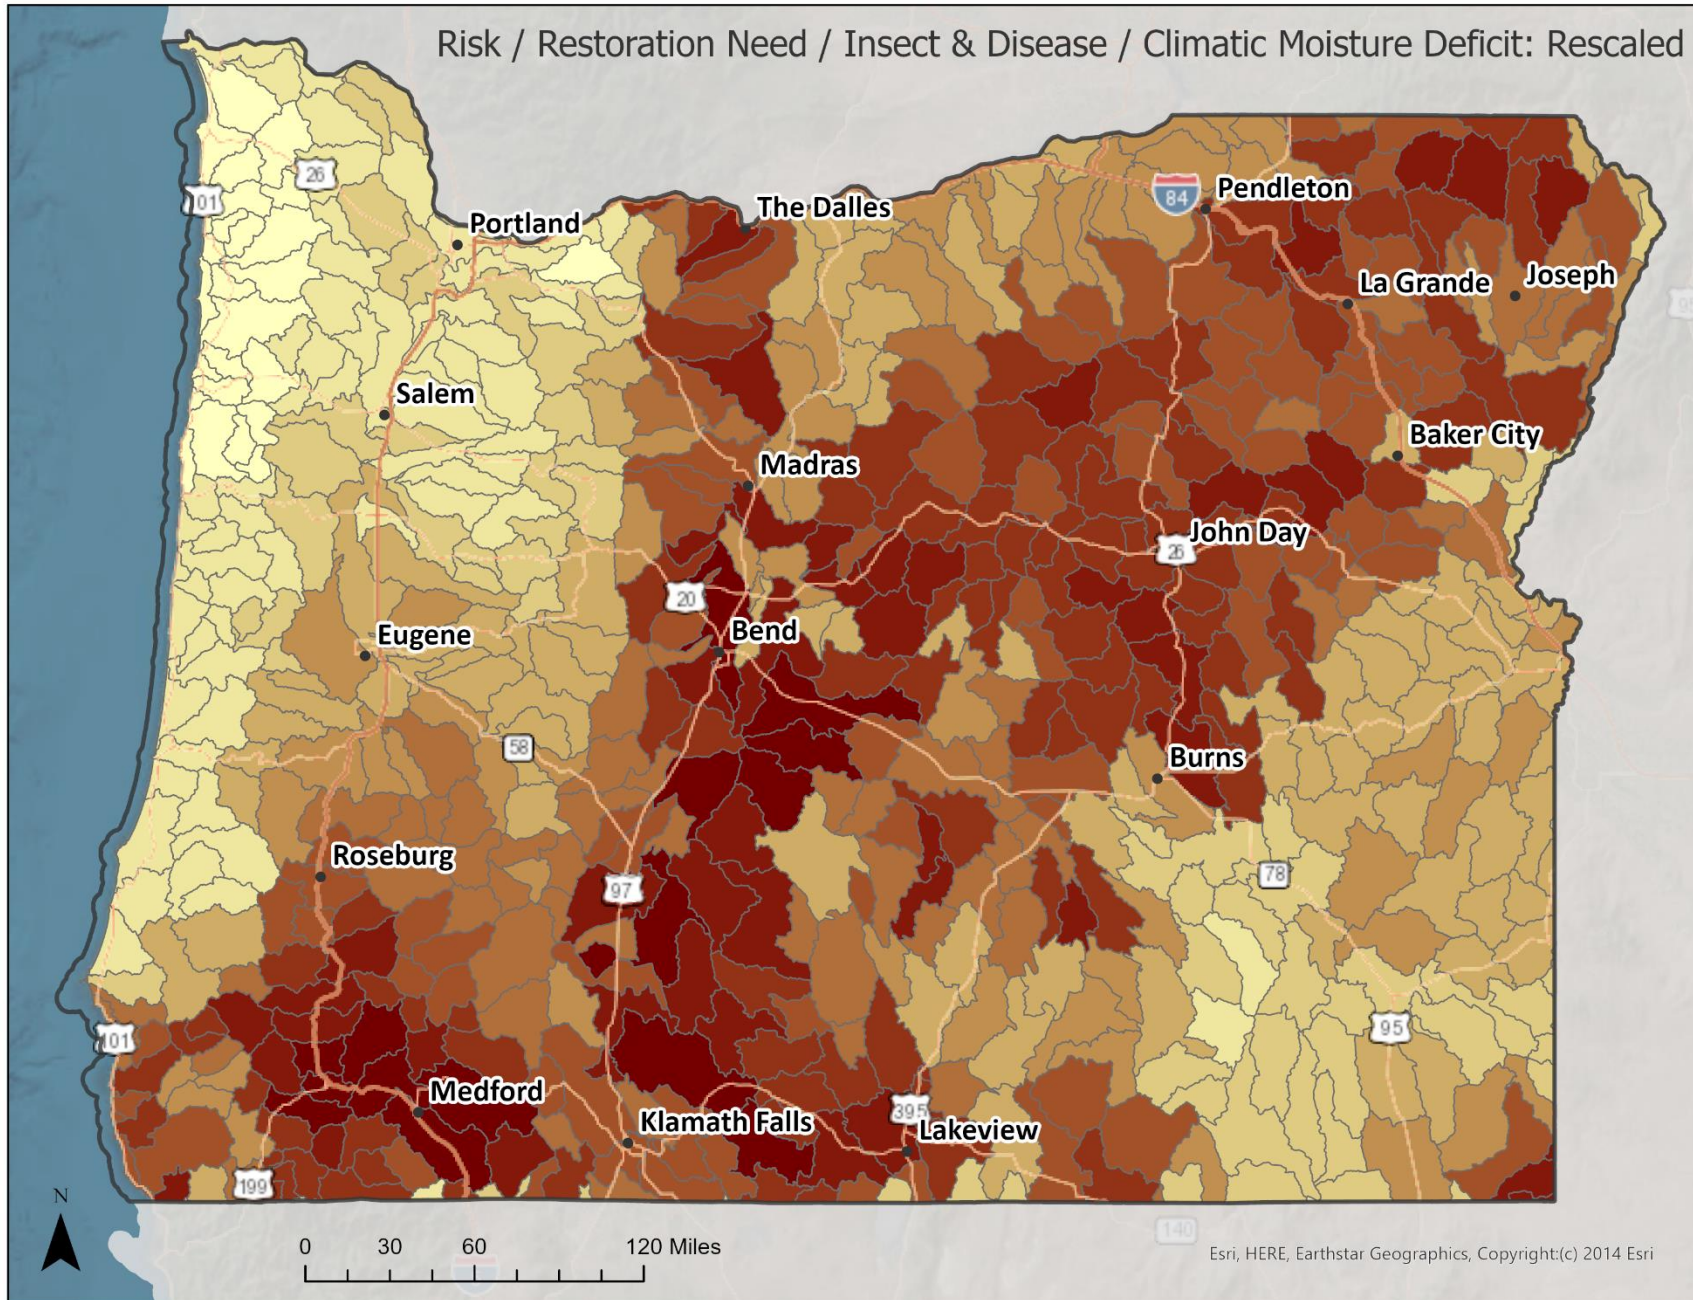 Risk / Restoration Need / Insect & Disease / Climatic Moisture Deficit: Rescaled
26
101
84
Pendleton
The Dalles
Portland
La Grande
Joseph
95
Salem
Baker City
Madras
John Day
26
20
Bend
Eugene
58
Burns
Roseburg
97
78
101
95
Medford
Klamath Falls
395
Lakeview
199
N
140
0 30 60 120 Miles
Esri, HERE, Earthstar Geographics, Copyright:(c) 2014 Esri